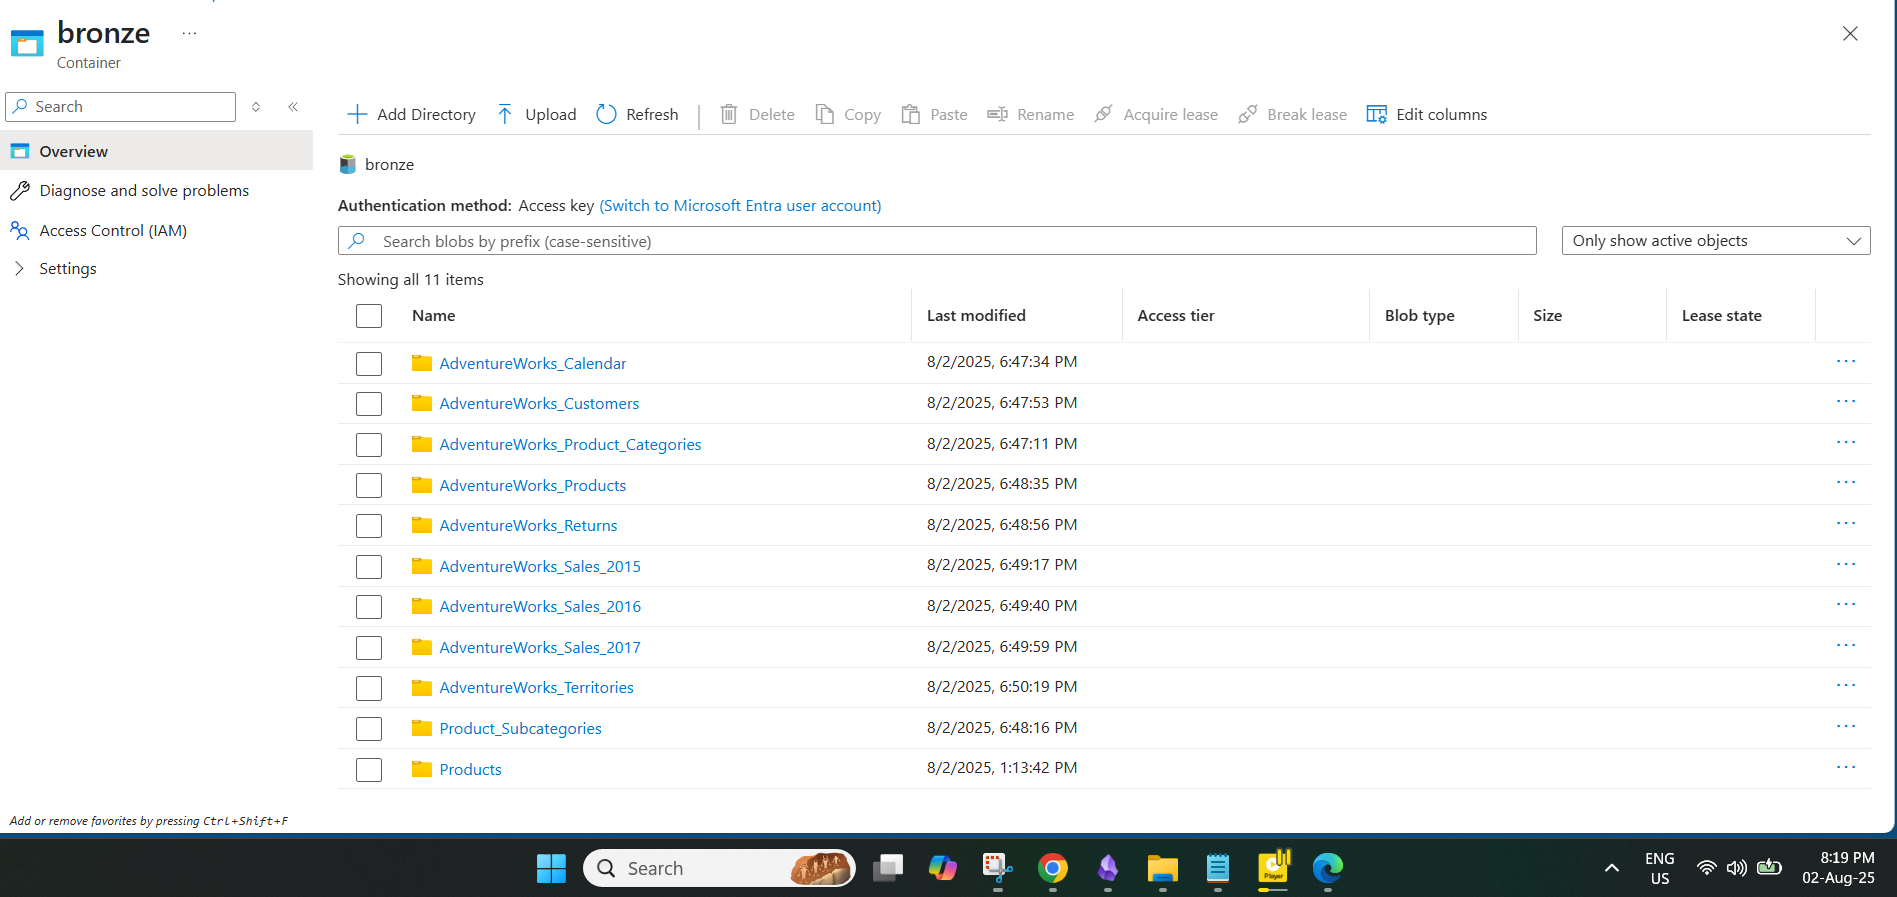 bronze ...
Container
Search
Overview
Diagnose and solve problems
Access Control (IAM)
Settings
Add or remove favorites by pressing Ctrl+Shift+F
Add Directory Upload Refresh Delete Copy Paste Rename Acquire lease Break lease Edit columns
bronze
Authentication method: Access key (Switch to Microsoft Entra user account)
Search blobs by prefix (case-sensitive) Only show active objects
Showing all 11 items
Name Last modified Access tier Blob type Size Lease state
AdventureWorks_Calendar 8/2/2025, 6:47:34 PM ...
AdventureWorks_Customers 8/2/2025, 6:47:53 PM ...
AdventureWorks_Product_Categories 8/2/2025, 6:47:11 PM ...
AdventureWorks_Products 8/2/2025, 6:48:35 PM ...
AdventureWorks_Returns 8/2/2025, 6:48:56 PM ...
AdventureWorks_Sales_2015 8/2/2025, 6:49:17 PM ...
AdventureWorks_Sales_2016 8/2/2025, 6:49:40 PM ...
AdventureWorks_Sales_2017 8/2/2025, 6:49:59 PM ...
AdventureWorks_Territories 8/2/2025, 6:50:19 PM ...
Product_Subcategories 8/2/2025, 6:48:16 PM ...
Products 8/2/2025, 1:13:42 PM ...
Search Player ENG 8:19 PM
US 02-Aug-25